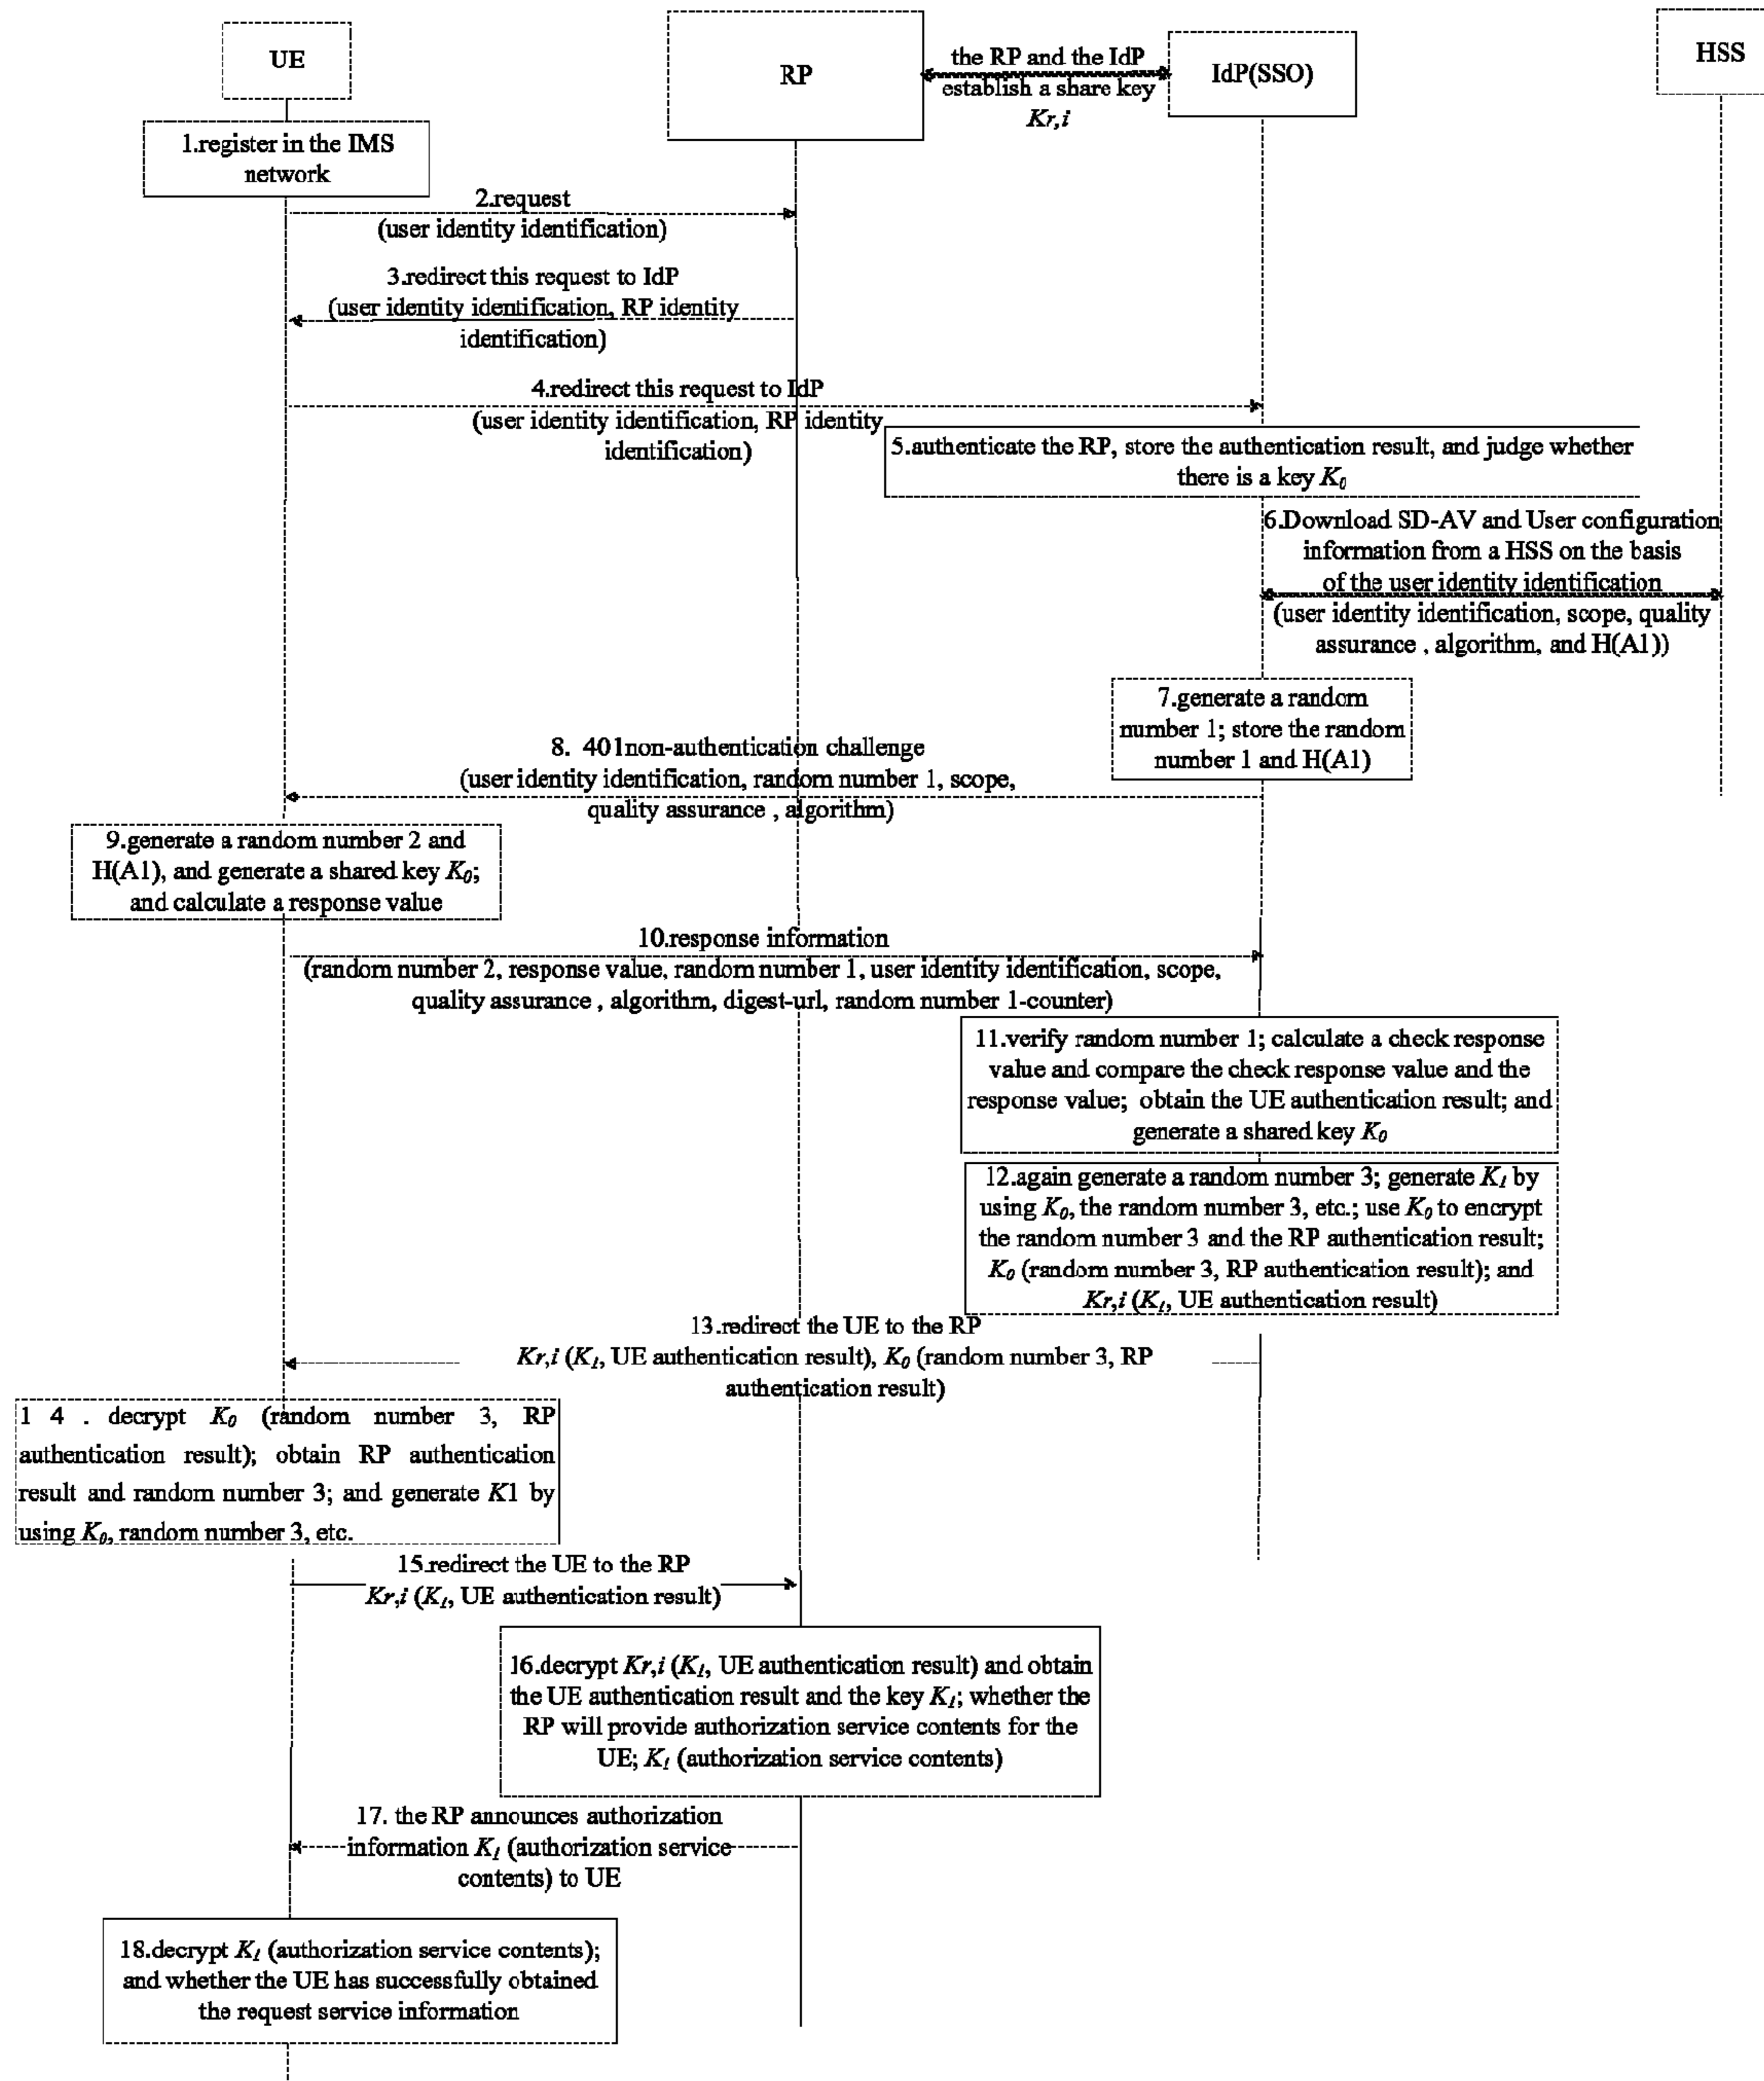 UE
RP
the RP and the IdP
establish a share key
Kr,i
IdP(SSO)
HSS
1.register in the IMS
network
2.request
(user identity identification)
3.redirect this request to IdP
(user identity identification, RP identity
identification)
4.redirect this request to IdP
(user identity identification, RP identity
identification)
5.authenticate the RP, store the authentication result, and judge whether
there is a key K0
6.Download SD-AV and User configuration
information from a HSS on the basis
of the user identity identification
(user identity identification, scope, quality
assurance , algorithm, and H(A1))
7.generate a random
number 1; store the random
number 1 and H(A1)
8. 401non-authentication challenge
(user identity identification, random number 1, scope,
quality assurance , algorithm)
9.generate a random number 2 and
H(A1), and generate a shared key K0;
and calculate a response value
10.response information
(random number 2, response value, random number 1, user identity identification, scope,
quality assurance , algorithm, digest-url, random number 1-counter)
11.verify random number 1; calculate a check response
value and compare the check response value and the
response value; obtain the UE authentication result; and
generate a shared key K0
12.again generate a random number 3; generate K1 by
using K0, the random number 3, etc.; use K0 to encrypt
the random number 3 and the RP authentication result;
K0 (random number 3, RP authentication result); and
Kr,i (K1, UE authentication result)
13.redirect the UE to the RP
Kr,i (K1, UE authentication result), K0 (random number 3, RP
authentication result)
1 4 . decrypt K0 (random number 3, RP
authentication result); obtain RP authentication
result and random number 3; and generate K1 by
using K0, random number 3, etc.
15.redirect the UE to the RP
Kr,i (K1, UE authentication result)
16.decrypt Kr,i (K1, UE authentication result) and obtain
the UE authentication result and the key K1; whether the
RP will provide authorization service contents for the
UE; K1 (authorization service contents)
17. the RP announces authorization
information K1 (authorization service
contents) to UE
18.decrypt K1 (authorization service contents);
and whether the UE has successfully obtained
the request service information